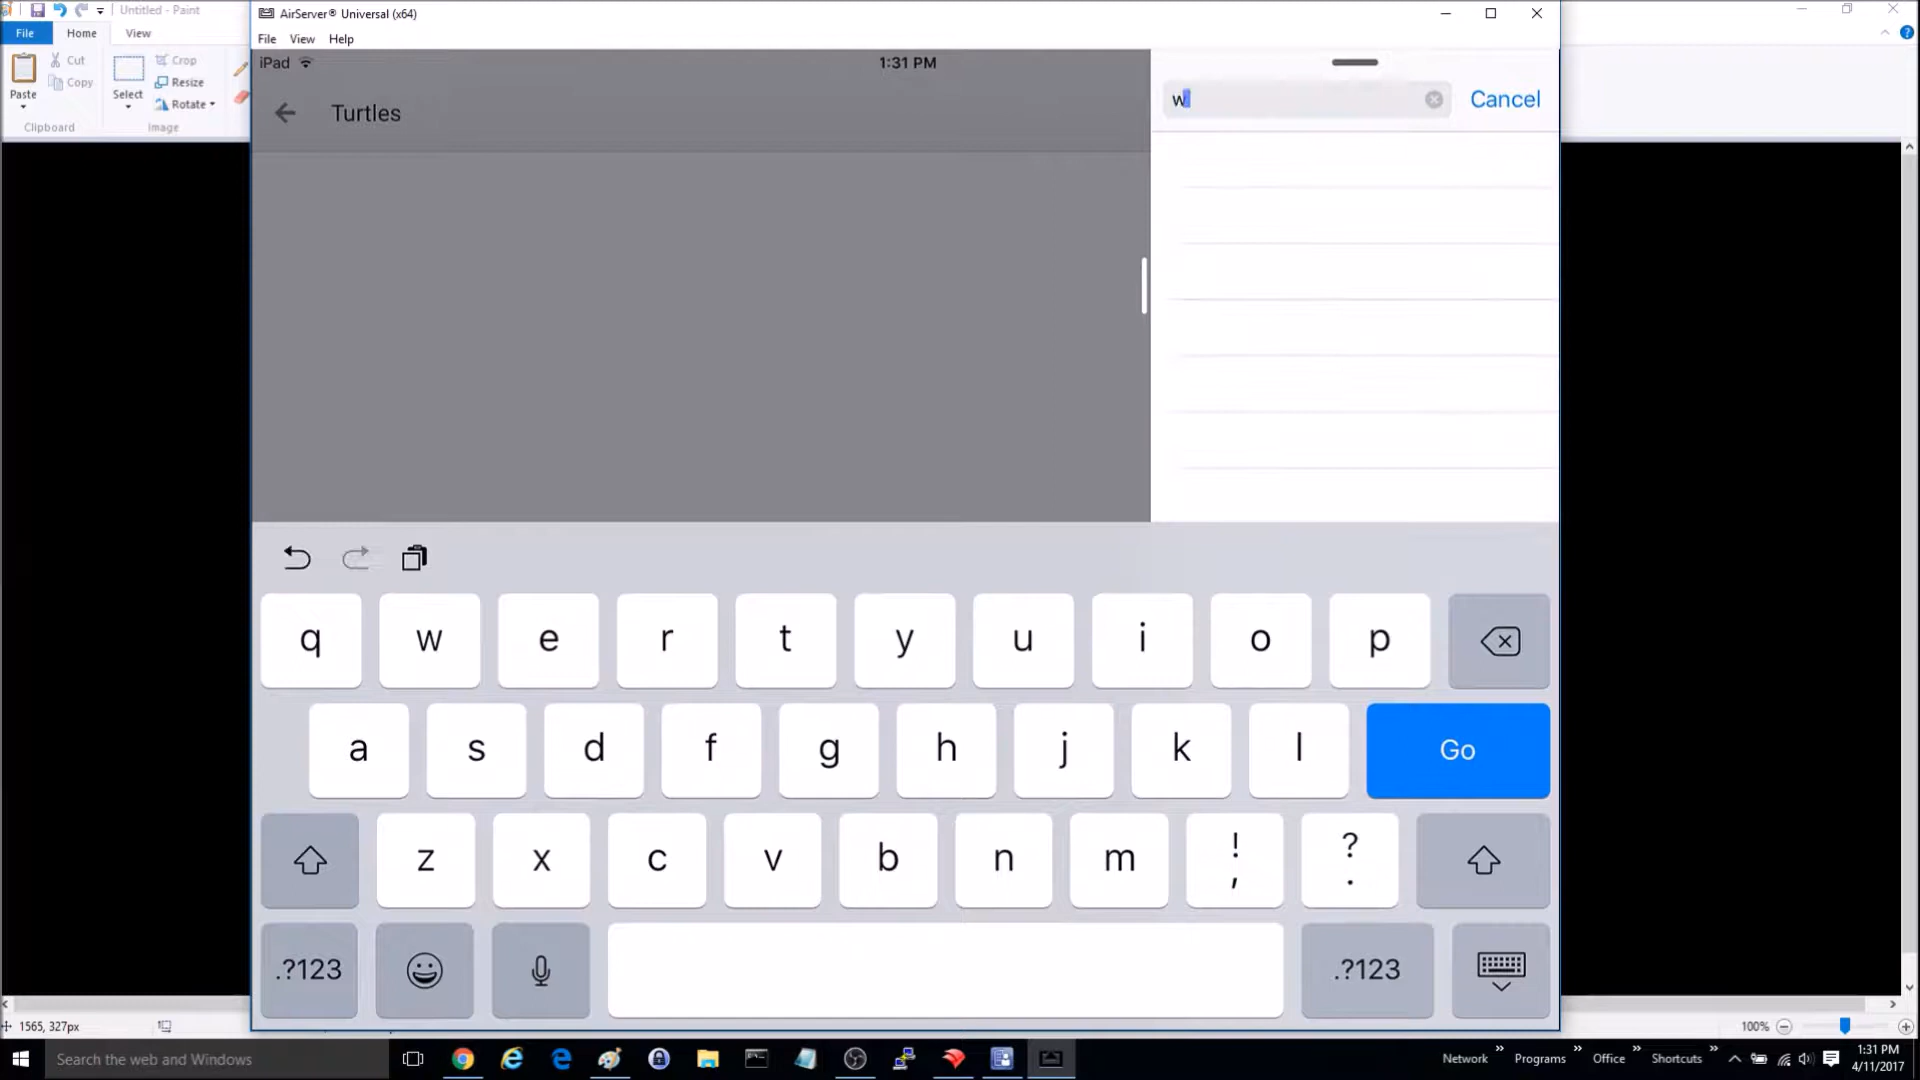 Untitled - Paint
AirServer® Universal (x64)
File Home View
File View Help
Cut
Copy
Paste
Clipboard
Select
Crop
Resize
Rotate
Image
iPad
1:31 PM
Turtles
w
Cancel
q w e r t y u i o p
a s d f g h j k l Go
z x c v b n m ! , ? .
.?123 .?123
1565, 327px
100%
Search the web and Windows
Network » Programs » Office » Shortcuts »
1:31 PM
4/11/2017